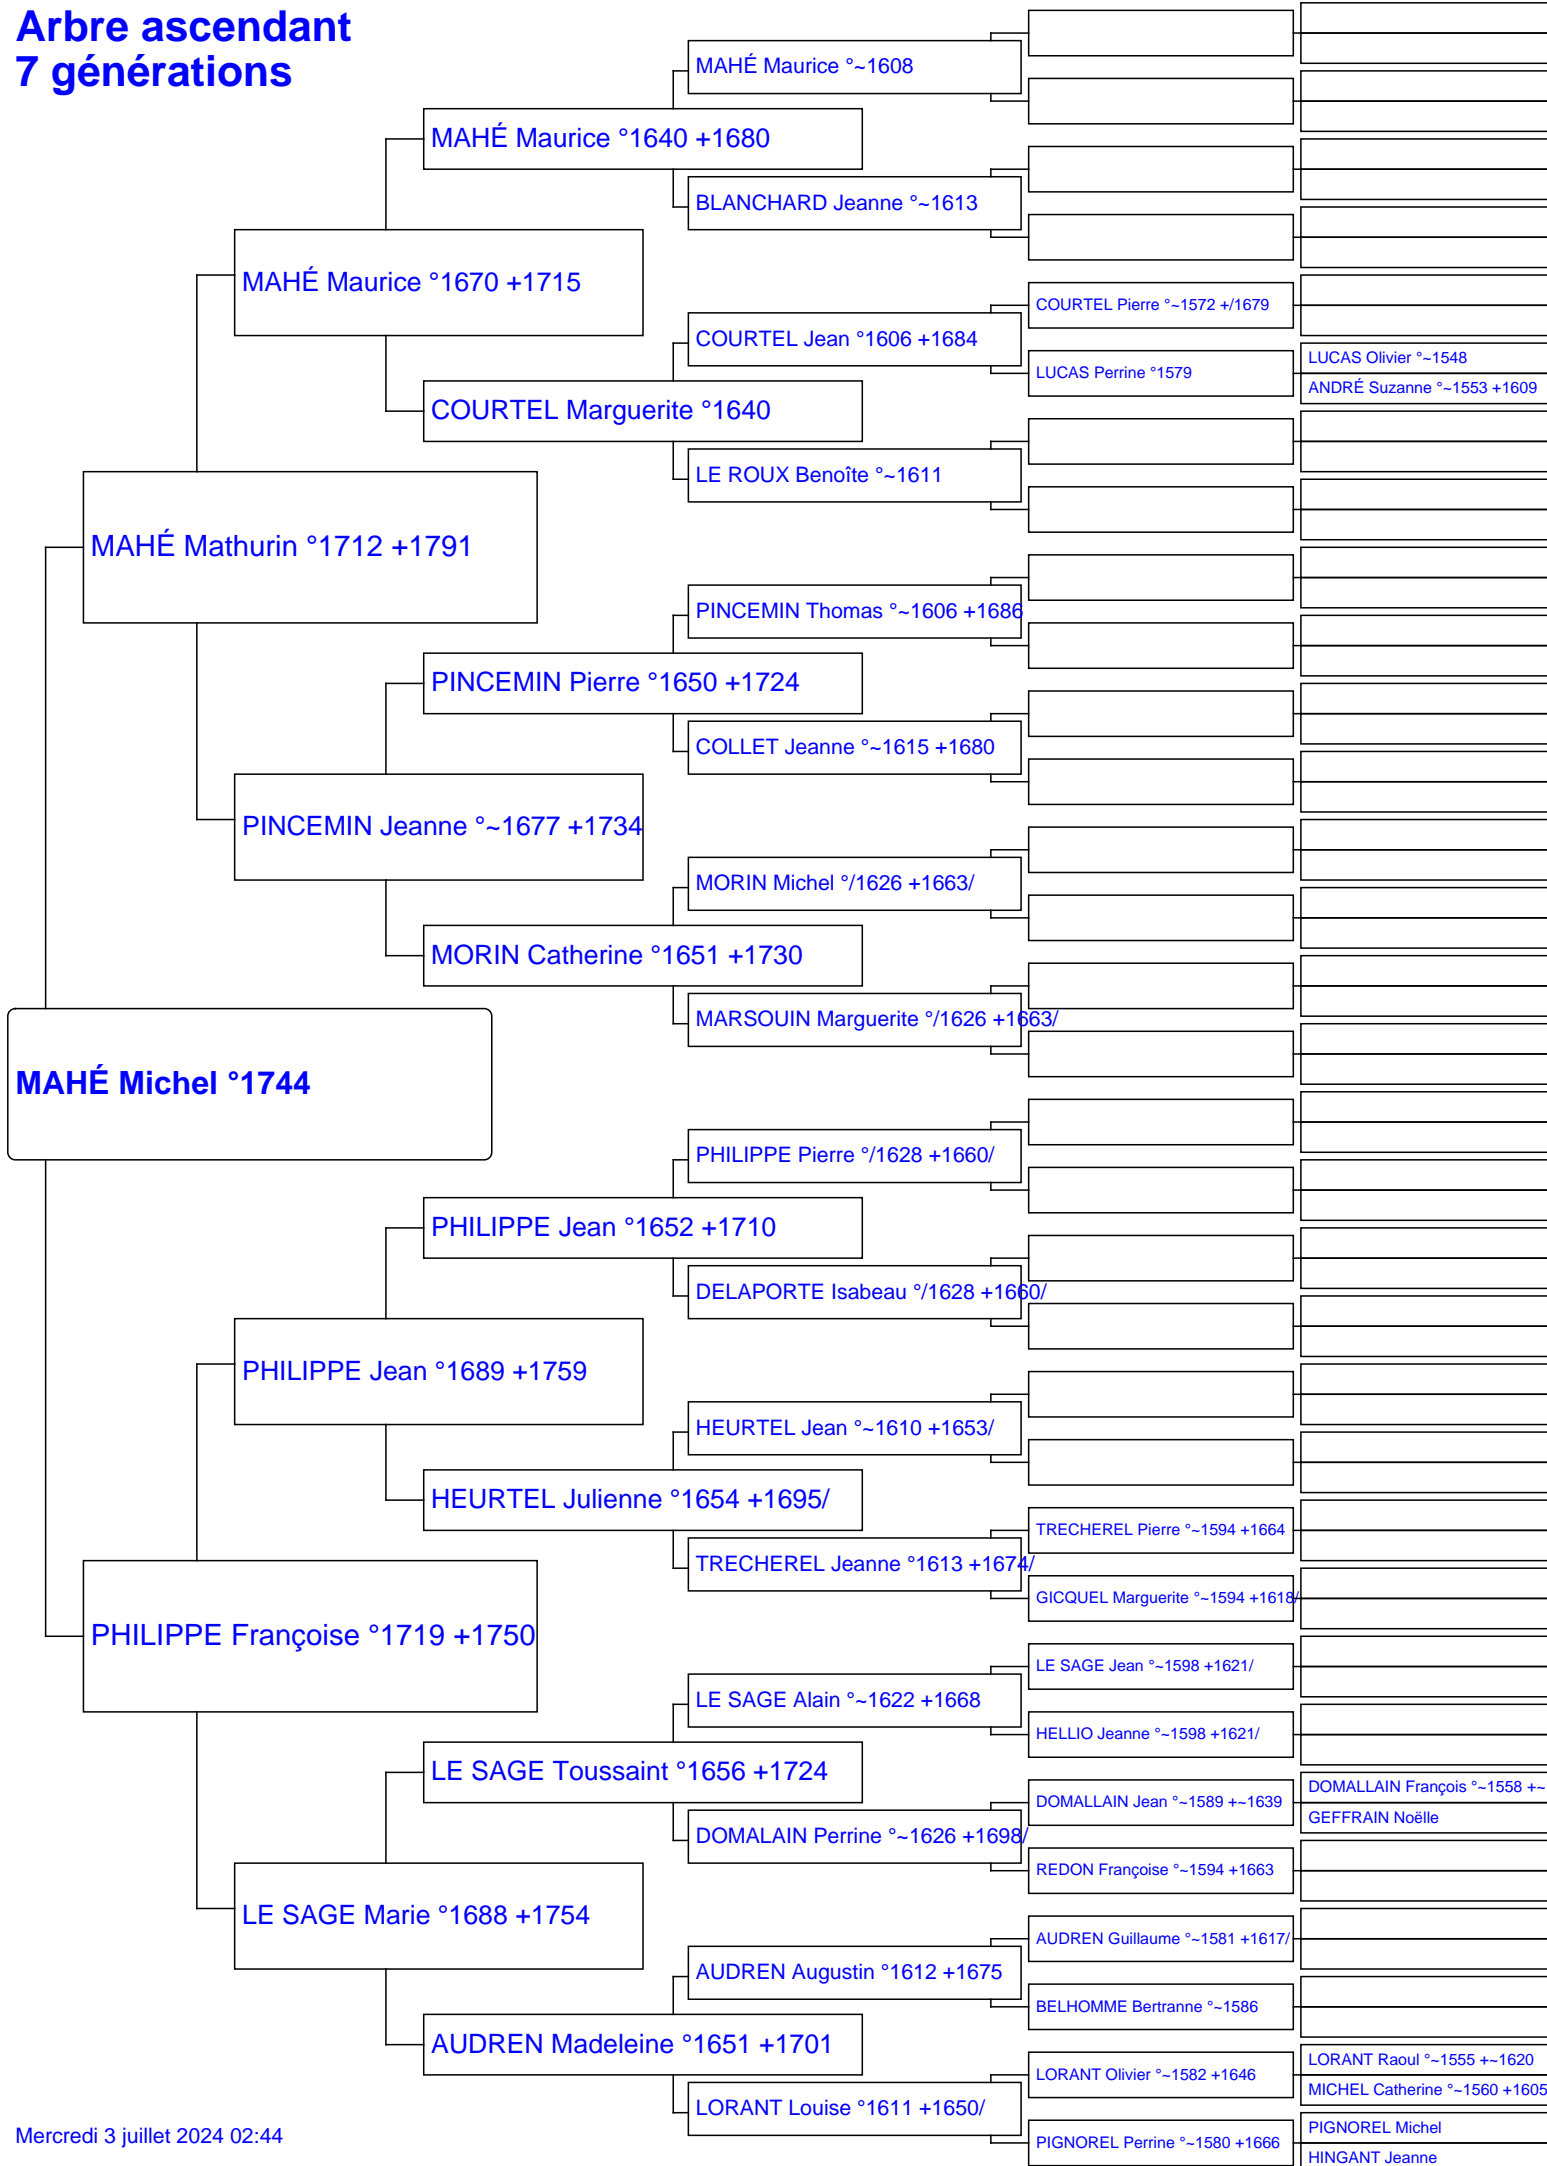 Arbre ascendant
7 générations
MAHÉ Maurice °~1608
MAHÉ Maurice °1640 +1680
BLANCHARD Jeanne °~1613
MAHÉ Maurice °1670 +1715
COURTEL Pierre °~1572 +/1679
COURTEL Jean °1606 +1684
LUCAS Olivier °~1548
LUCAS Perrine °1579
ANDRÉ Suzanne °~1553 +1609
COURTEL Marguerite °1640
LE ROUX Benoîte °~1611
MAHÉ Mathurin °1712 +1791
PINCEMIN Thomas °~1606 +1686
PINCEMIN Pierre °1650 +1724
COLLET Jeanne °~1615 +1680
PINCEMIN Jeanne °~1677 +1734
MORIN Michel °/1626 +1663/
MORIN Catherine °1651 +1730
MARSOUIN Marguerite °/1626 +1663/
MAHÉ Michel °1744
PHILIPPE Pierre °/1628 +1660/
PHILIPPE Jean °1652 +1710
DELAPORTE Isabeau °/1628 +1660/
PHILIPPE Jean °1689 +1759
HEURTEL Jean °~1610 +1653/
HEURTEL Julienne °1654 +1695/
TRECHEREL Pierre °~1594 +1664
TRECHEREL Jeanne °1613 +1674/
GICQUEL Marguerite °~1594 +1618/
PHILIPPE Françoise °1719 +1750
LE SAGE Jean °~1598 +1621/
LE SAGE Alain °~1622 +1668
HELLIO Jeanne °~1598 +1621/
LE SAGE Toussaint °1656 +1724
DOMALLAIN François °~1558 +~
DOMALLAIN Jean °~1589 +~1639
GEFFRAIN Noëlle
DOMALAIN Perrine °~1626 +1698/
REDON Françoise °~1594 +1663
LE SAGE Marie °1688 +1754
AUDREN Guillaume °~1581 +1617/
AUDREN Augustin °1612 +1675
BELHOMME Bertranne °~1586
AUDREN Madeleine °1651 +1701
LORANT Raoul °~1555 +~1620
LORANT Olivier °~1582 +1646
MICHEL Catherine °~1560 +1605
LORANT Louise °1611 +1650/
PIGNOREL Michel
PIGNOREL Perrine °~1580 +1666
HINGANT Jeanne
Mercredi 3 juillet 2024 02:44